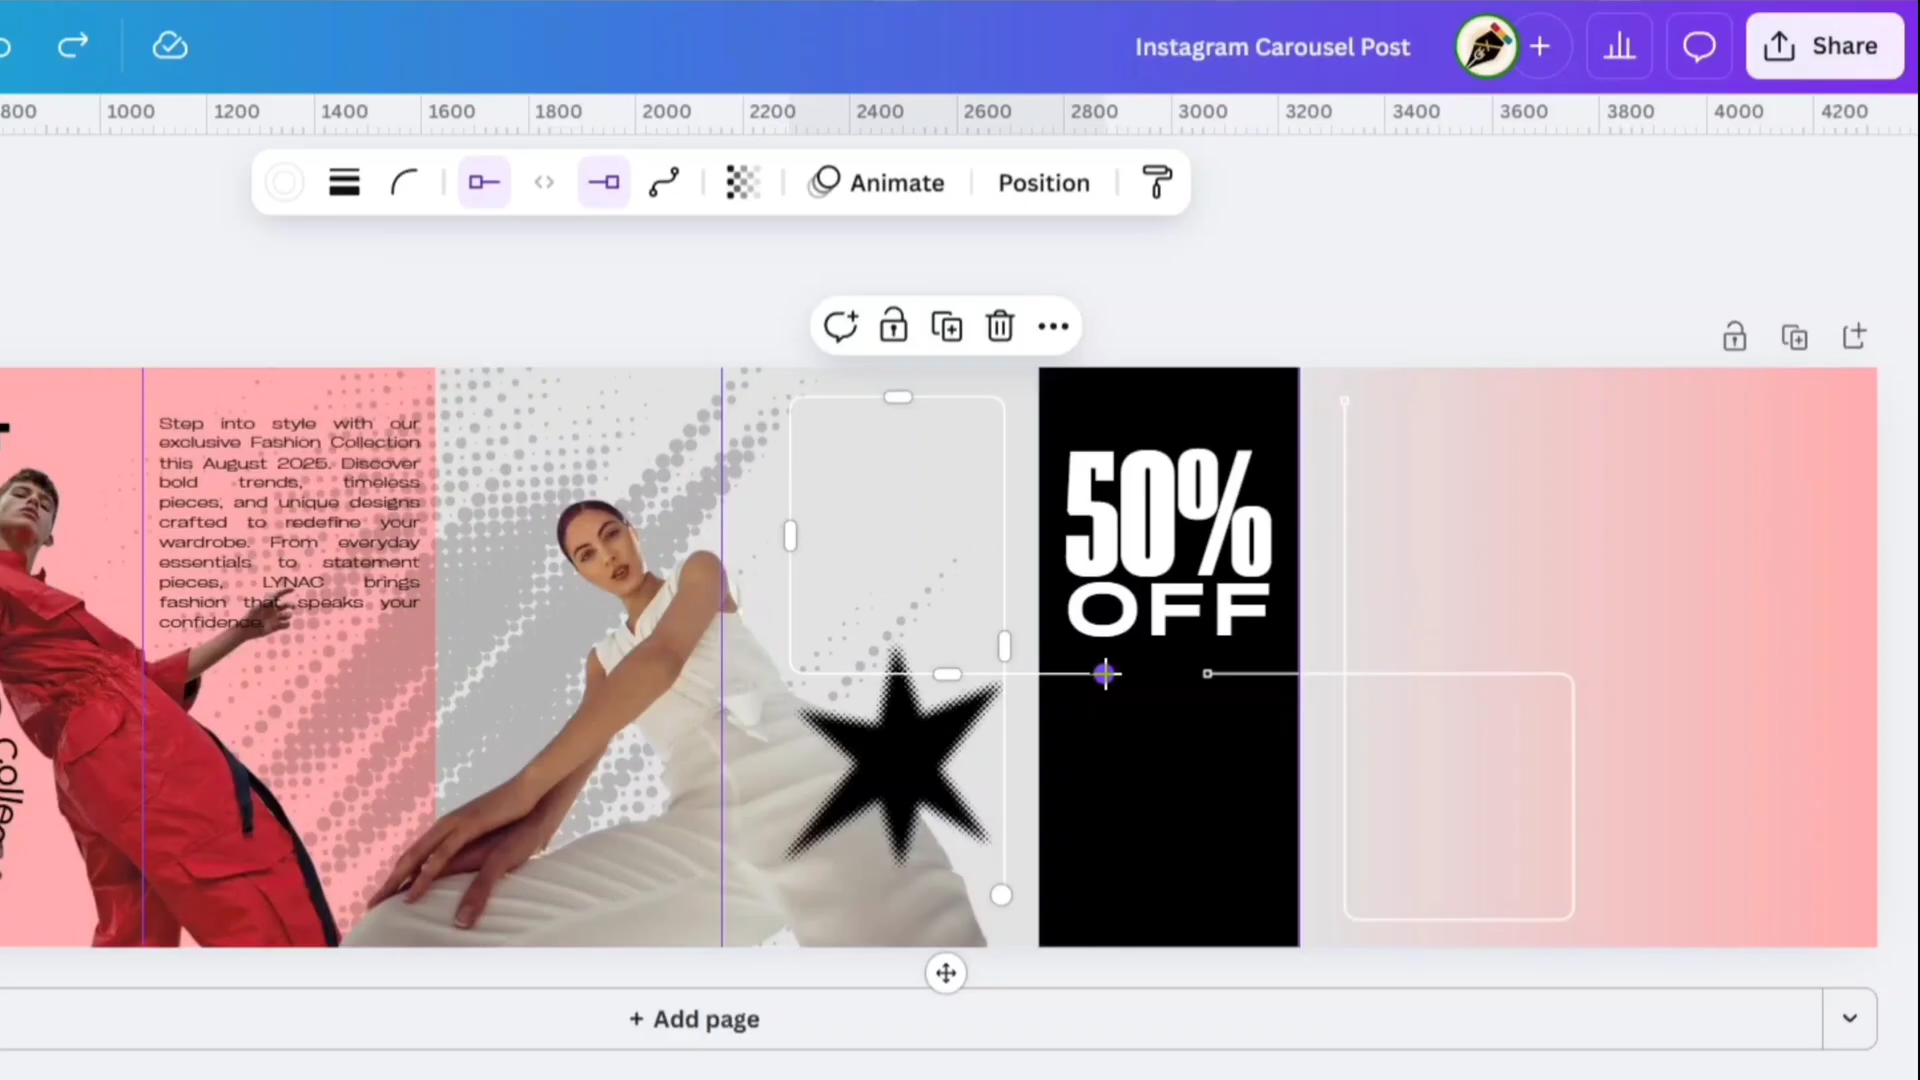 Instagram Carousel Post
Share
800 1000 1200 1400 1600 1800 2000 2200 2400 2600 2800 3000 3200 3400 3600 3800 4000 4200
Animate
Position
Step into style with our
exclusive Fashion Collection
this August 2025. Discover
bold trends, timeless
pieces, and unique designs
crafted to redefine your
wardrobe. From everyday
essentials to statement
pieces, LYNAC brings
fashion that speaks your
confidence.
50%
OFF
+ Add page